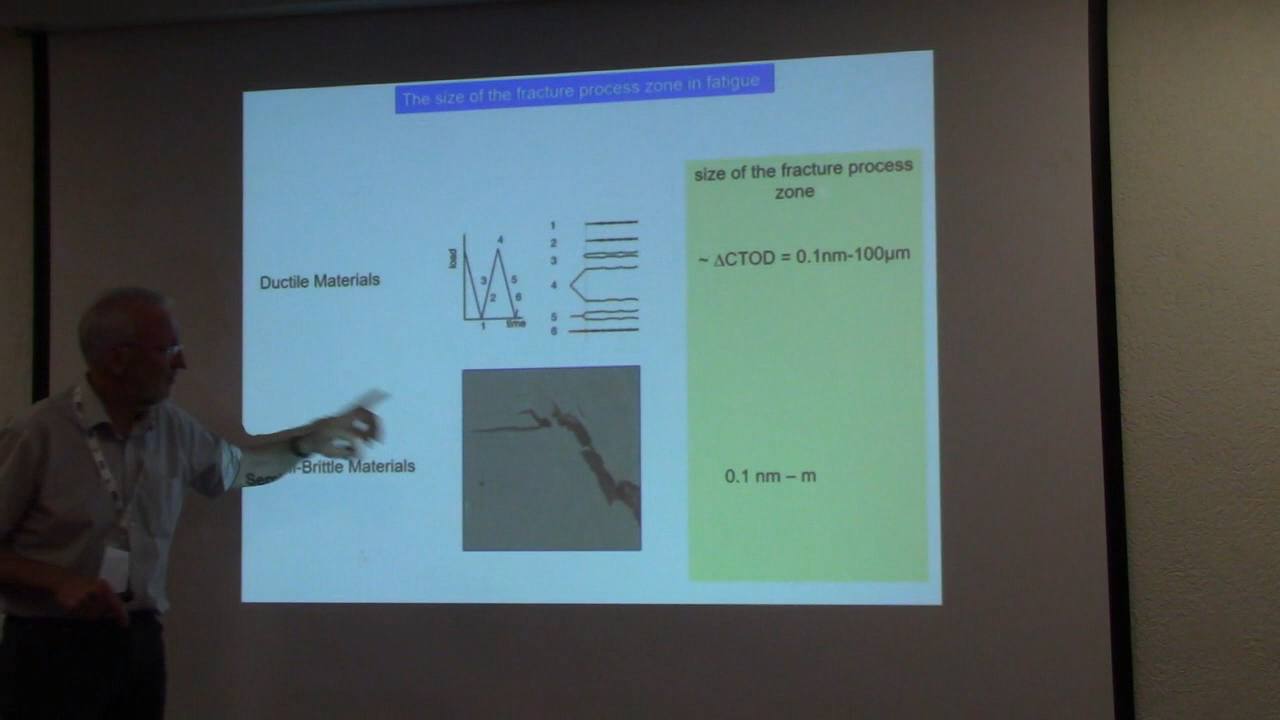 The size of the fracture process zone in fatigue
size of the fracture process
zone
Ductile Materials
load
4
3
5
2
6
1
time
1
2
3
4
5
6
~ ΔCTOD = 0.1nm-100µm
-Brittle Materials
0.1 nm – m